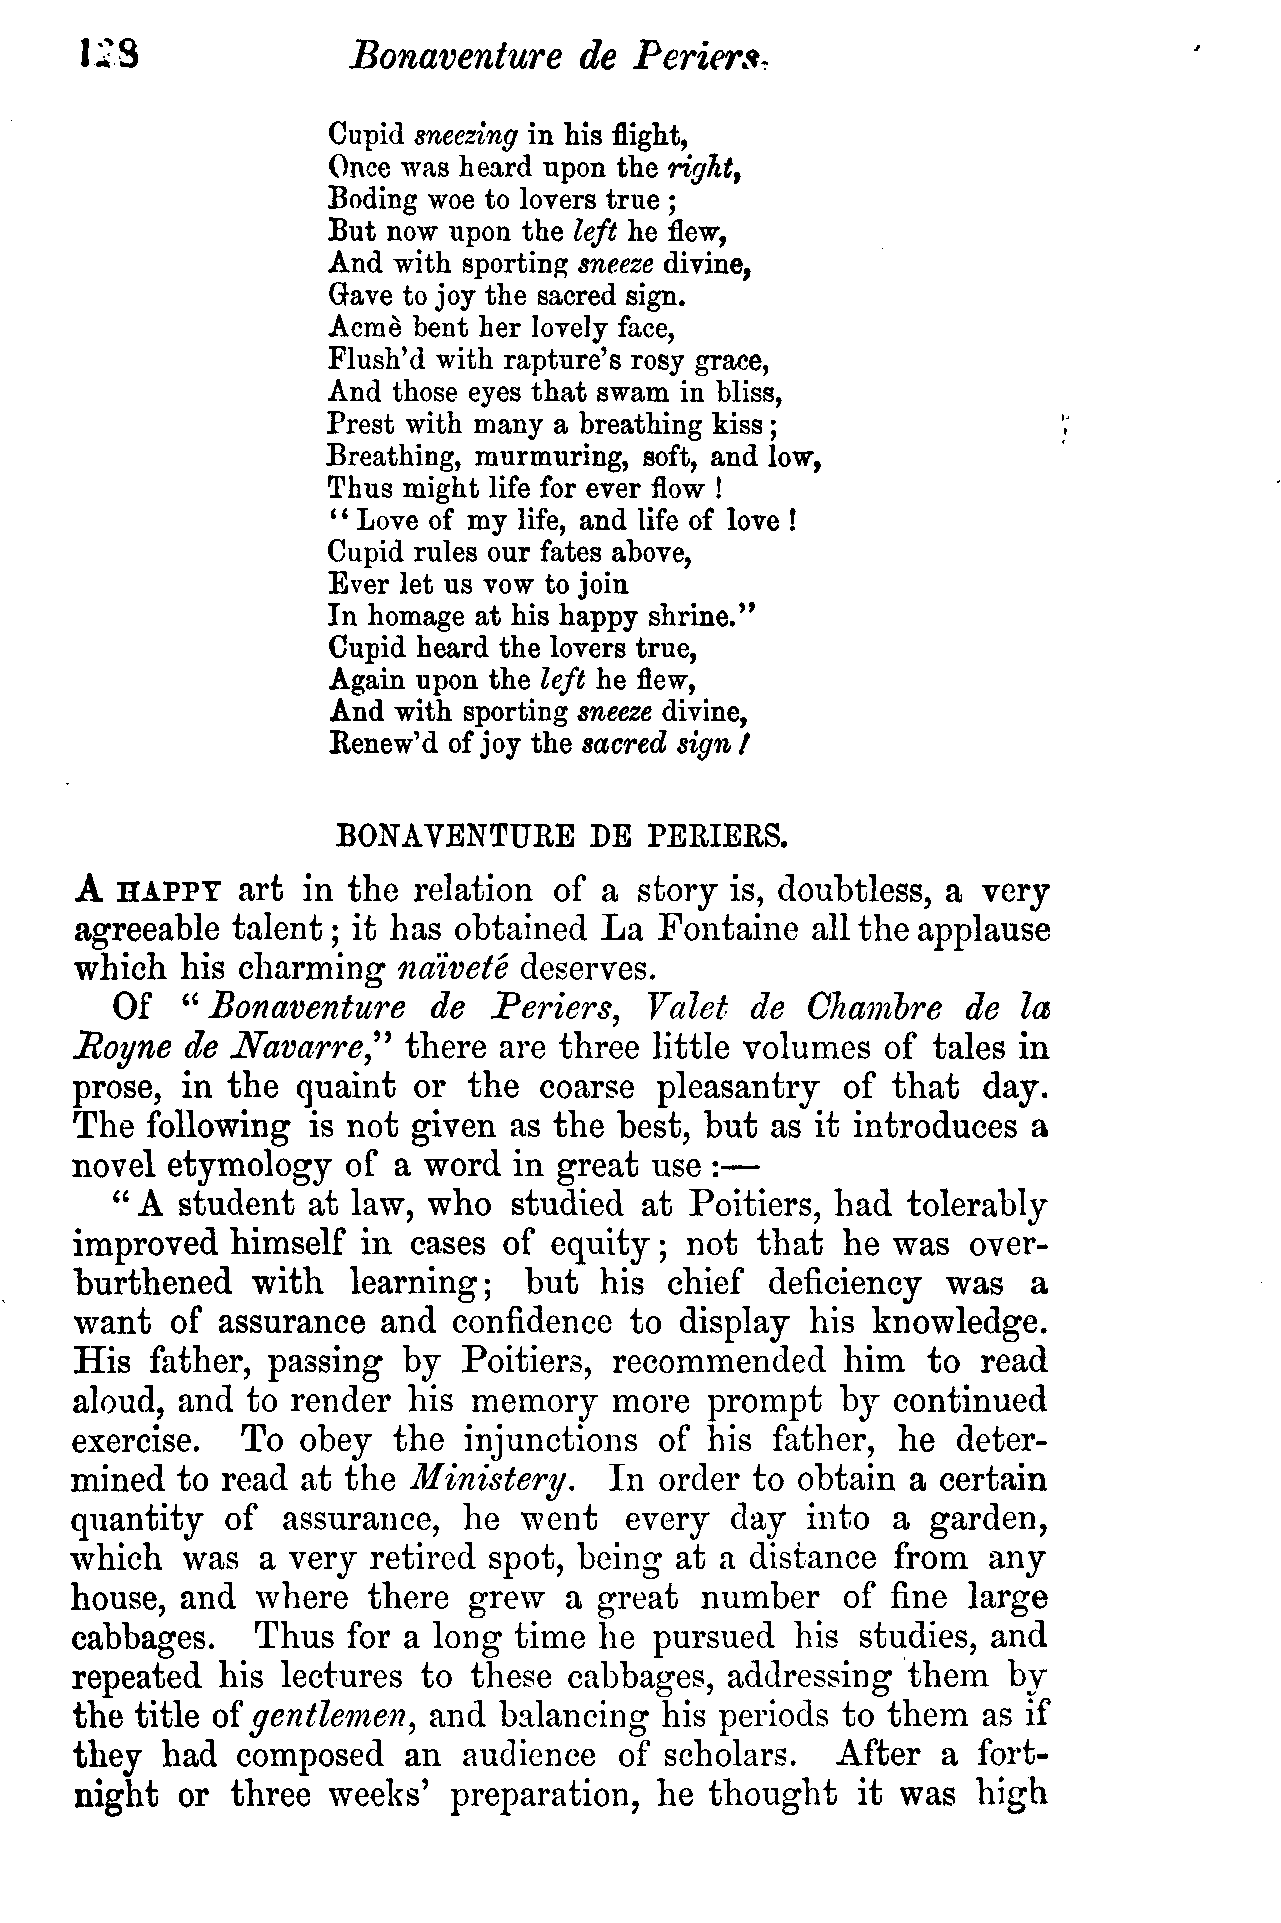 128 Bonaventure de Periers.
Cupid sneezing in his flight,
Once was heard upon the right,
Boding woe to lovers true ;
But now upon the left he flew,
And with sporting sneeze divine,
Gave to joy the sacred sign.
Acmè bent her lovely face,
Flush'd with rapture's rosy grace,
And those eyes that swam in bliss,
Prest with many a breathing kiss ;
Breathing, murmuring, soft, and low,
Thus might life for ever flow !
“ Love of my life, and life of love !
Cupid rules our fates above,
Ever let us vow to join
In homage at his happy shrine.”
Cupid heard the lovers true,
Again upon the left he flew,
And with sporting sneeze divine,
Renew'd of joy the sacred sign !
BONAVENTURE DE PERIERS.
A HAPPY art in the relation of a story is, doubtless, a very
agreeable talent ; it has obtained La Fontaine all the applause
which his charming naïveté deserves.
Of “ Bonaventure de Periers, Valet de Chambre de la
Royne de Navarre,” there are three little volumes of tales in
prose, in the quaint or the coarse pleasantry of that day.
The following is not given as the best, but as it introduces a
novel etymology of a word in great use :—
“ A student at law, who studied at Poitiers, had tolerably
improved himself in cases of equity ; not that he was over-
burthened with learning ; but his chief deficiency was a
want of assurance and confidence to display his knowledge.
His father, passing by Poitiers, recommended him to read
aloud, and to render his memory more prompt by continued
exercise. To obey the injunctions of his father, he deter-
mined to read at the Ministery. In order to obtain a certain
quantity of assurance, he went every day into a garden,
which was a very retired spot, being at a distance from any
house, and where there grew a great number of fine large
cabbages. Thus for a long time he pursued his studies, and
repeated his lectures to these cabbages, addressing them by
the title of gentlemen, and balancing his periods to them as if
they had composed an audience of scholars. After a fort-
night or three weeks' preparation, he thought it was high